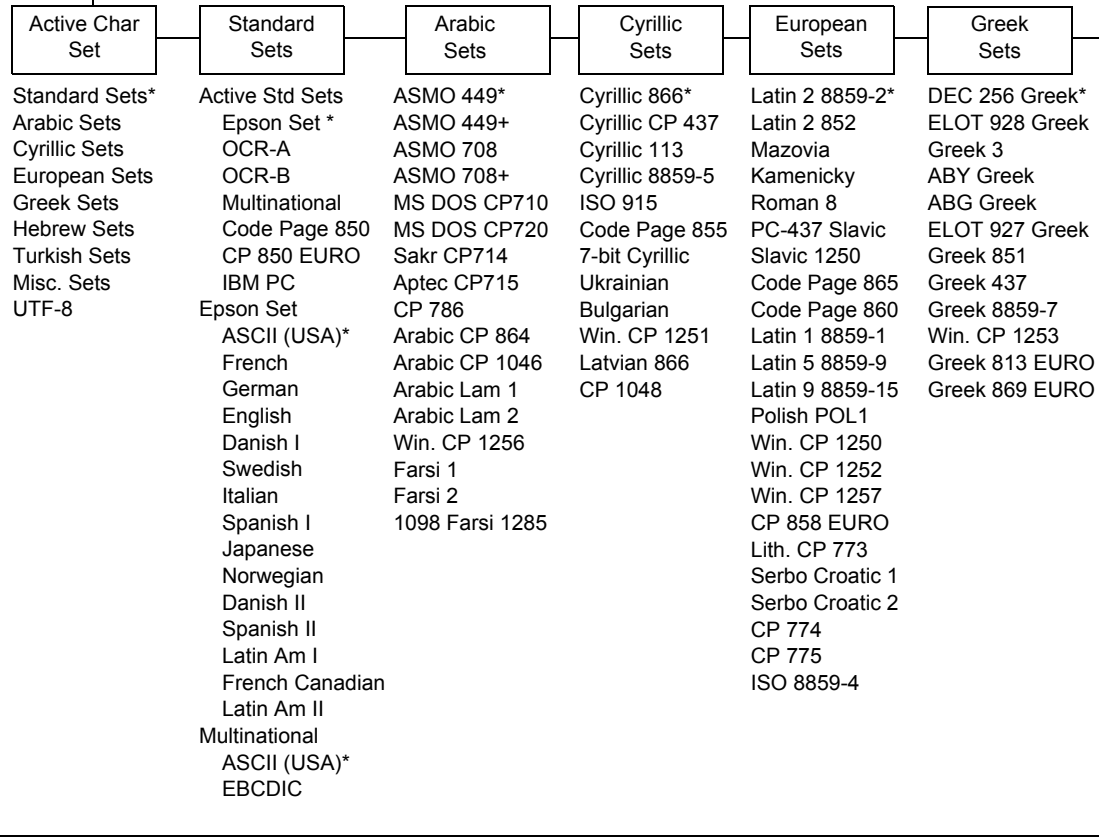 Active Char
Set
Standard Sets*
Arabic Sets
Cyrillic Sets
European Sets
Greek Sets
Hebrew Sets
Turkish Sets
Misc. Sets
UTF-8
Standard
Sets
Active Std Sets
Epson Set *
OCR-A
OCR-B
Multinational
Code Page 850
CP 850 EURO
IBM PC
Epson Set
ASCII (USA)*
French
German
English
Danish I
Swedish
Italian
Spanish I
Japanese
Norwegian
Danish II
Spanish II
Latin Am I
French Canadian
Latin Am II
Multinational
ASCII (USA)*
EBCDIC
Arabic
Sets
ASMO 449*
ASMO 449+
ASMO 708
ASMO 708+
MS DOS CP710
MS DOS CP720
Sakr CP714
Aptec CP715
CP 786
Arabic CP 864
Arabic CP 1046
Arabic Lam 1
Arabic Lam 2
Win. CP 1256
Farsi 1
Farsi 2
1098 Farsi 1285
Cyrillic
Sets
Cyrillic 866*
Cyrillic CP 437
Cyrillic 113
Cyrillic 8859-5
ISO 915
Code Page 855
7-bit Cyrillic
Ukrainian
Bulgarian
Win. CP 1251
Latvian 866
CP 1048
European
Sets
Latin 2 8859-2*
Latin 2 852
Mazovia
Kamenicky
Roman 8
PC-437 Slavic
Slavic 1250
Code Page 865
Code Page 860
Latin 1 8859-1
Latin 5 8859-9
Latin 9 8859-15
Polish POL1
Win. CP 1250
Win. CP 1252
Win. CP 1257
CP 858 EURO
Lith. CP 773
Serbo Croatic 1
Serbo Croatic 2
CP 774
CP 775
ISO 8859-4
Greek
Sets
DEC 256 Greek*
ELOT 928 Greek
Greek 3
ABY Greek
ABG Greek
ELOT 927 Greek
Greek 851
Greek 437
Greek 8859-7
Win. CP 1253
Greek 813 EURO
Greek 869 EURO